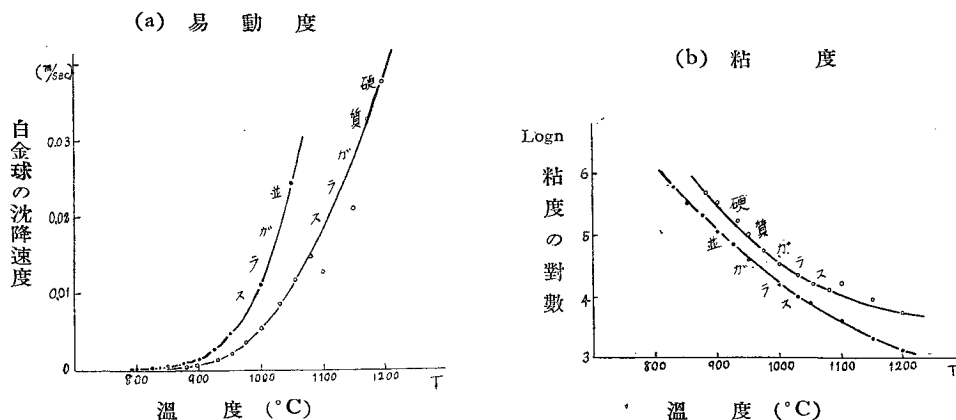 (a) 易動度
(m/sec)
白金球の沈降速度
0.03
0.02
0.01
0
800 900 1000 1100 1200 T
温度 (°C)
並ガラス
硬質ガラス
(b) 粘度
Logn
粘度の對數
6
5
4
3
800 900 1000 1100 1200 T
温度 (°C)
硬質ガラス
並ガラス